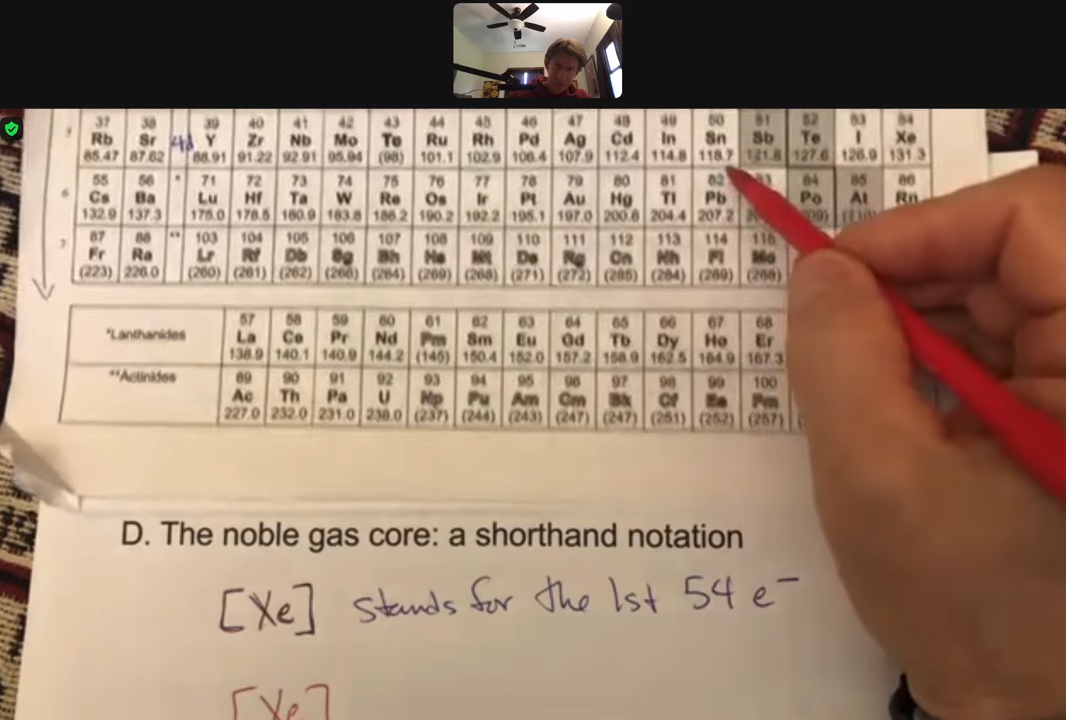 37 38 39 40 41 42 43 44 45 46 47 48 49 50 51 52 53 54
Rb Sr 4d Y Zr Nb Mo Tc Ru Rh Pd Ag Cd In Sn Sb Te I Xe
85.47 87.62 88.91 91.22 92.91 95.94 (98) 101.1 102.9 106.4 107.9 112.4 114.8 118.7 121.8 127.6 126.9 131.3
6 55 56 * 71 72 73 74 75 76 77 78 79 80 81 82 83 84 85 86
Cs Ba Lu Hf Ta W Re Os Ir Pt Au Hg Tl Pb Po At Rn
132.9 137.3 175.0 178.5 180.9 183.8 186.2 190.2 192.2 195.1 197.0 200.6 204.4 207.2
7 87 88 ** 103 104 105 106 107 108 109 110 111 112 113 114 115
Fr Ra Lr Rf Db Sg Bh Hs Mt Ds Rg Cn Nh Fl Mc
(223) 226.0 (260) (261) (262) (266) (264) (269) (268) (271) (272) (285) (284) (289) (288)
57 58 59 60 61 62 63 64 65 66 67 68
*Lanthanides La Ce Pr Nd Pm Sm Eu Gd Tb Dy Ho Er
138.9 140.1 140.9 144.2 (145) 150.4 152.0 157.2 158.9 162.5 164.9 167.3
89 90 91 92 93 94 95 96 97 98 99 100
**Actinides Ac Th Pa U Np Pu Am Cm Bk Cf Es Fm
227.0 232.0 231.0 238.0 (237) (244) (243) (247) (247) (251) (252) (257)
D. The noble gas core: a shorthand notation
[Xe] stands for the 1st 54 e⁻
[Xe]